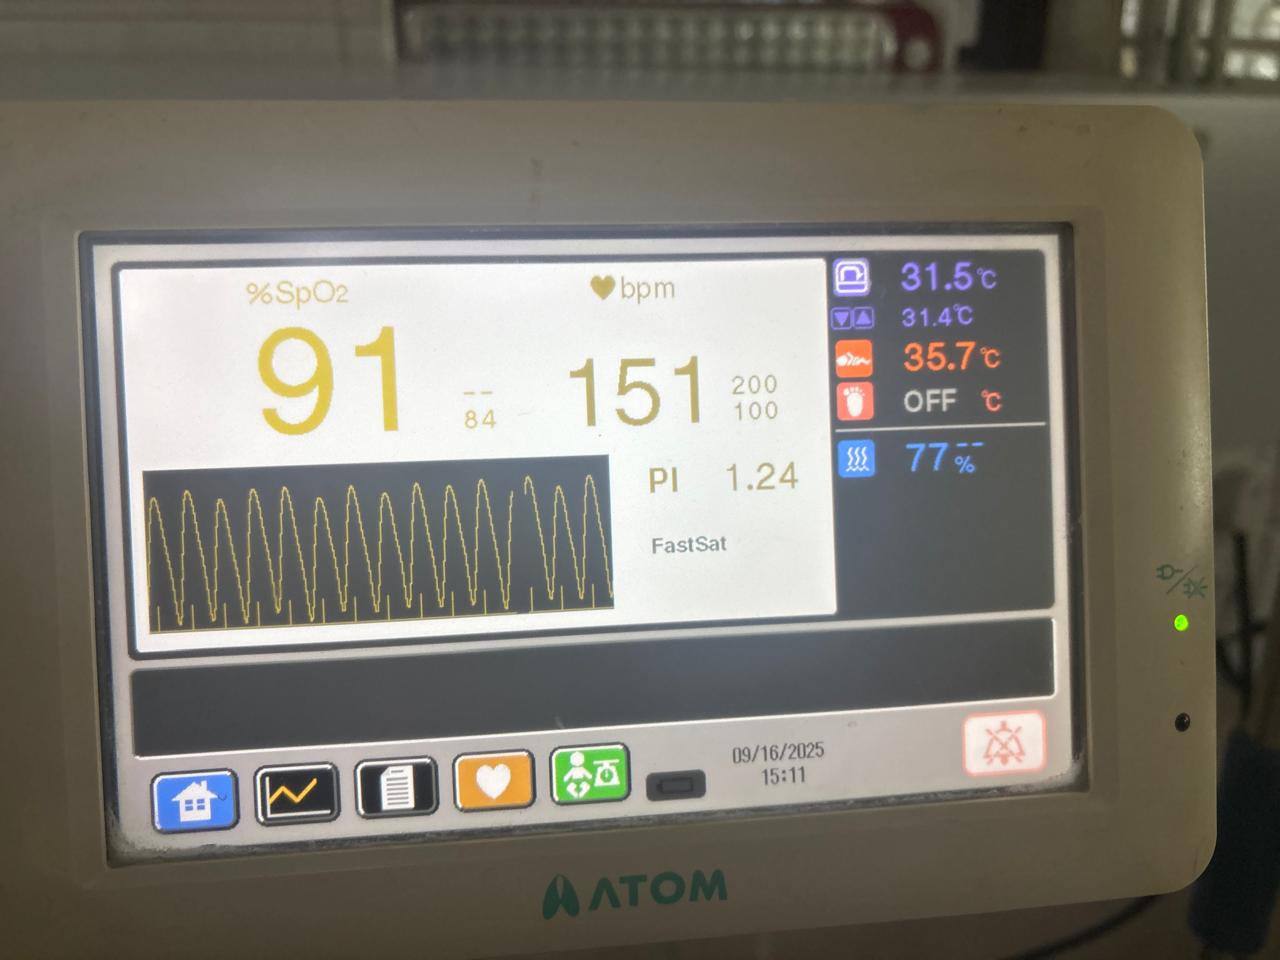 %SpO2
91
--
84
bpm
151
200
100
PI 1.24
FastSat
31.5℃
31.4℃
35.7℃
OFF ℃
77%
--
09/16/2025
15:11
ATOM